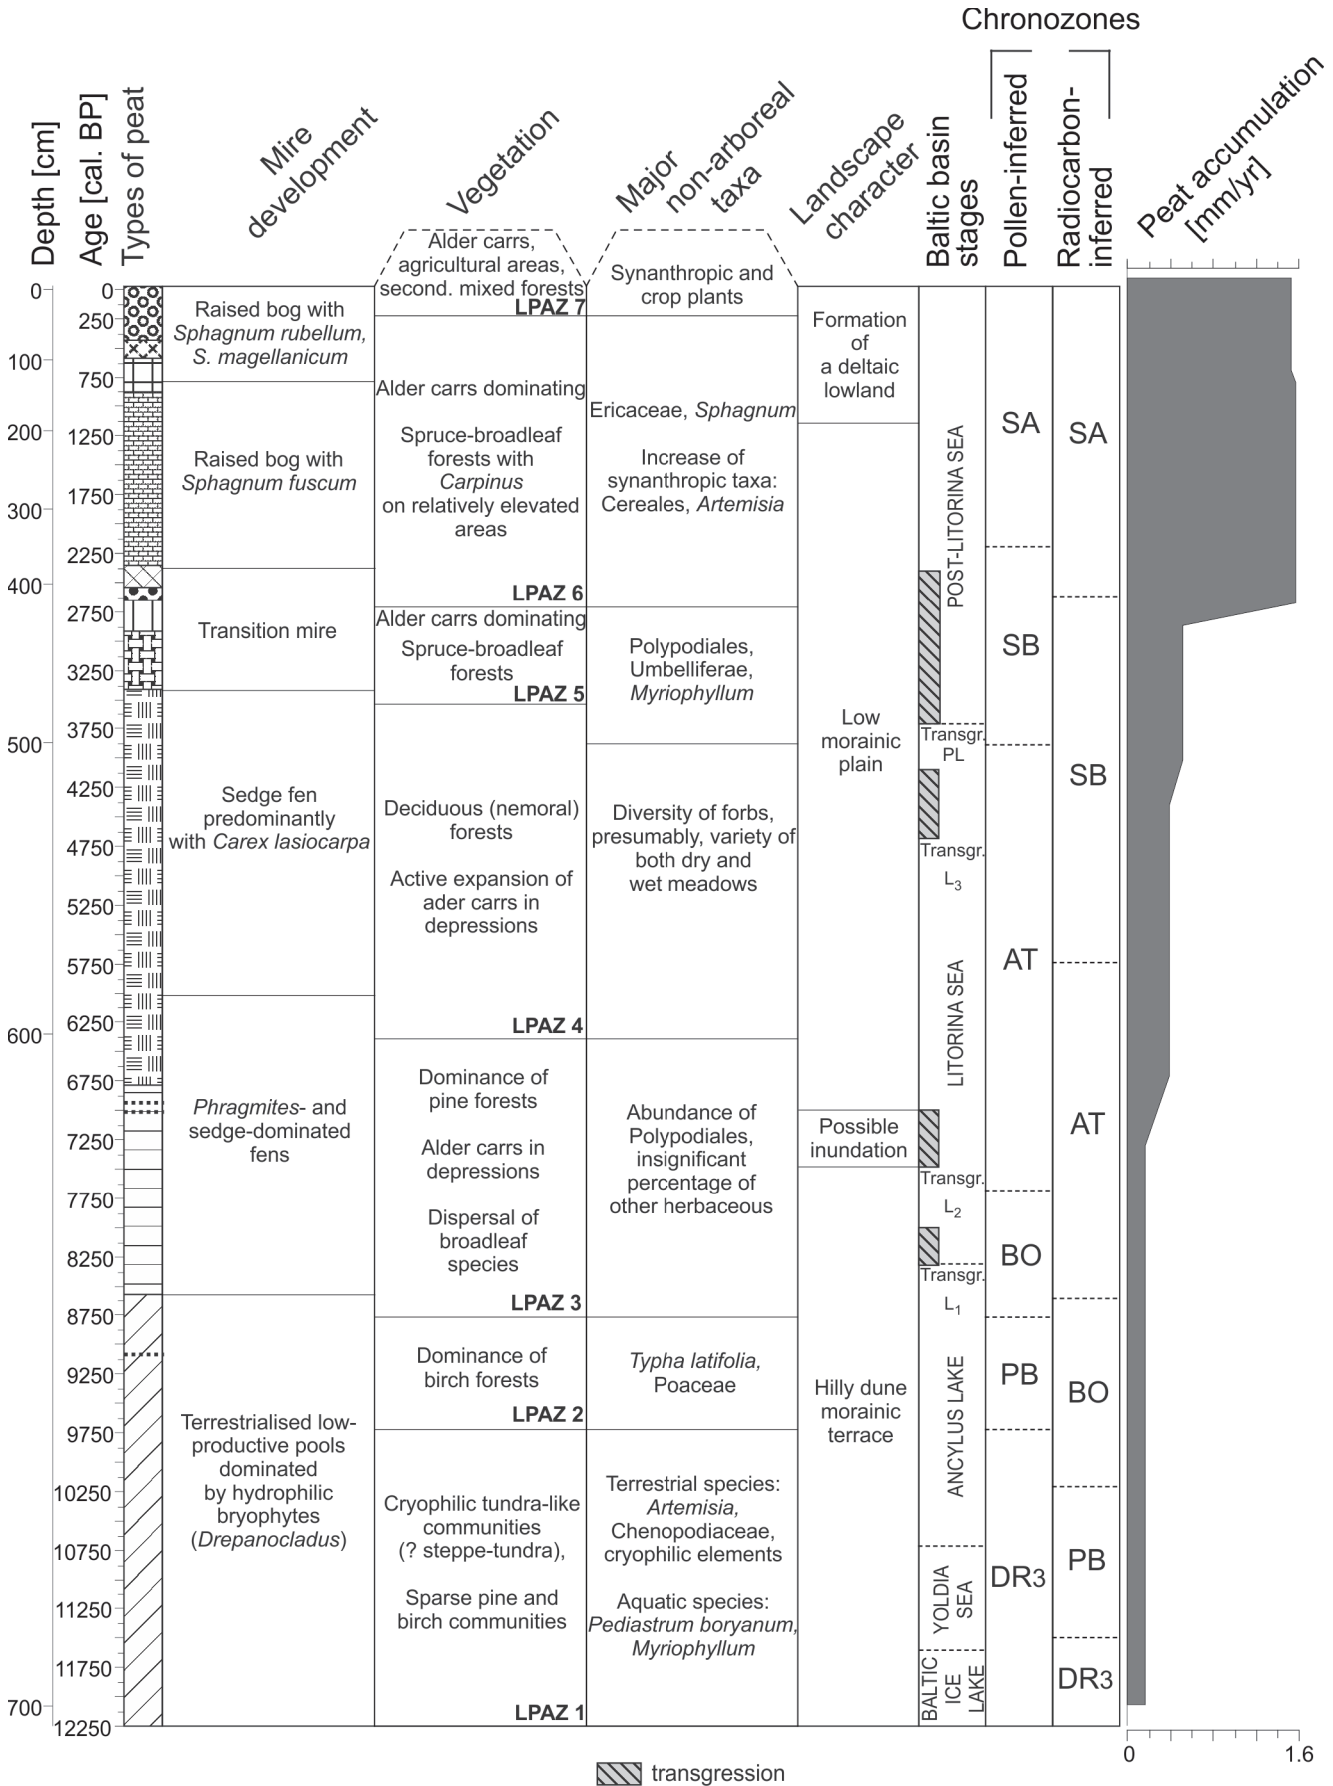 Chronozones
Depth [cm]
Age [cal. BP]
Types of peat
Mire
development
Vegetation
Major
non-arboreal
taxa
Landscape
character
Baltic basin
stages
Pollen-inferred
Radiocarbon-
inferred
Peat accumulation
[mm/yr]
0
100
200
300
400
500
600
700
0
250
750
1250
1750
2250
2750
3250
3750
4250
4750
5250
5750
6250
6750
7250
7750
8250
8750
9250
9750
10250
10750
11250
11750
12250
Raised bog with
Sphagnum rubellum,
S. magellanicum
Raised bog with
Sphagnum fuscum
Transition mire
Sedge fen
predominantly
with Carex lasiocarpa
Phragmites- and
sedge-dominated
fens
Terrestrialised low-
productive pools
dominated
by hydrophilic
bryophytes
(Drepanocladus)
Alder carrs,
agricultural areas,
second. mixed forests
LPAZ 7
Alder carrs dominating
Spruce-broadleaf
forests with
Carpinus
on relatively elevated
areas
LPAZ 6
Alder carrs dominating
Spruce-broadleaf
forests
LPAZ 5
Deciduous (nemoral)
forests
Active expansion of
ader carrs in
depressions
LPAZ 4
Dominance of
pine forests
Alder carrs in
depressions
Dispersal of
broadleaf
species
LPAZ 3
Dominance of
birch forests
LPAZ 2
Cryophilic tundra-like
communities
(? steppe-tundra),
Sparse pine and
birch communities
LPAZ 1
Synanthropic and
crop plants
Ericaceae, Sphagnum
Increase of
synanthropic taxa:
Cereales, Artemisia
Polypodiales,
Umbelliferae,
Myriophyllum
Diversity of forbs,
presumably, variety of
both dry and
wet meadows
Abundance of
Polypodiales,
insignificant
percentage of
other herbaceous
Typha latifolia,
Poaceae
Terrestrial species:
Artemisia,
Chenopodiaceae,
cryophilic elements
Aquatic species:
Pediastrum boryanum,
Myriophyllum
Formation
of
a deltaic
lowland
Low
morainic
plain
Possible
inundation
Hilly dune
morainic
terrace
POST-LITORINA SEA
Transgr.
PL
Transgr.
L3
LITORINA SEA
Transgr.
L2
Transgr.
L1
ANCYLUS LAKE
YOLDIA
SEA
BALTIC
ICE
LAKE
SA
SB
AT
BO
PB
DR3
SA
SB
AT
BO
PB
DR3
0
1.6
transgression